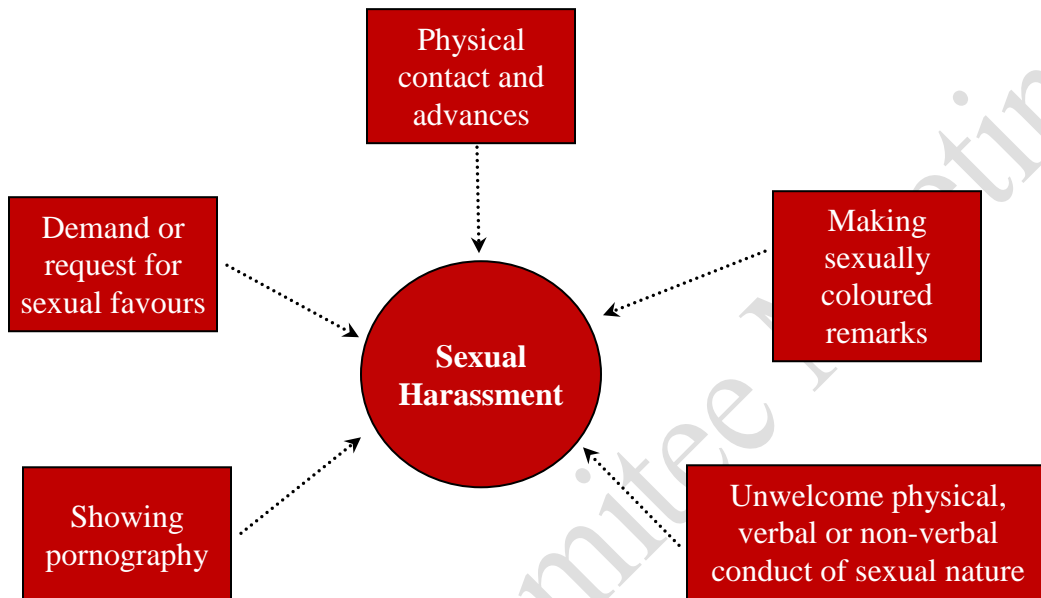 Physical
contact and
advances
Demand or
request for
sexual favours
Making
sexually
coloured
remarks
Sexual
Harassment
Showing
pornography
Unwelcome physical,
verbal or non-verbal
conduct of sexual nature